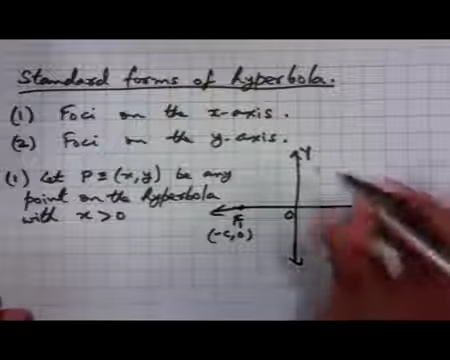 Standard forms of hyperbola.
(1) Foci on the x-axis.
(2) Foci on the y-axis.
(1) Let P ≡ (x, y) be any
point on the hyperbola
with x > 0
Y
F₁
O
(-c, 0)